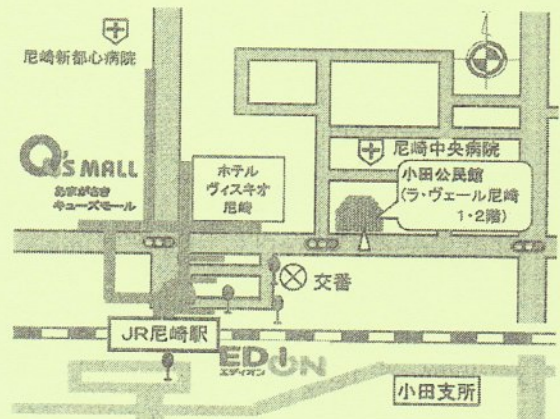 尼崎新都心病院
Q'S MALL
あまがさき
キューズモール
ホテル
ヴィスキオ
尼崎
尼崎中央病院
小田公民館
(ラ・ヴェール尼崎
1・2階)
交番
JR尼崎駅
EDION
エディオン
小田支所